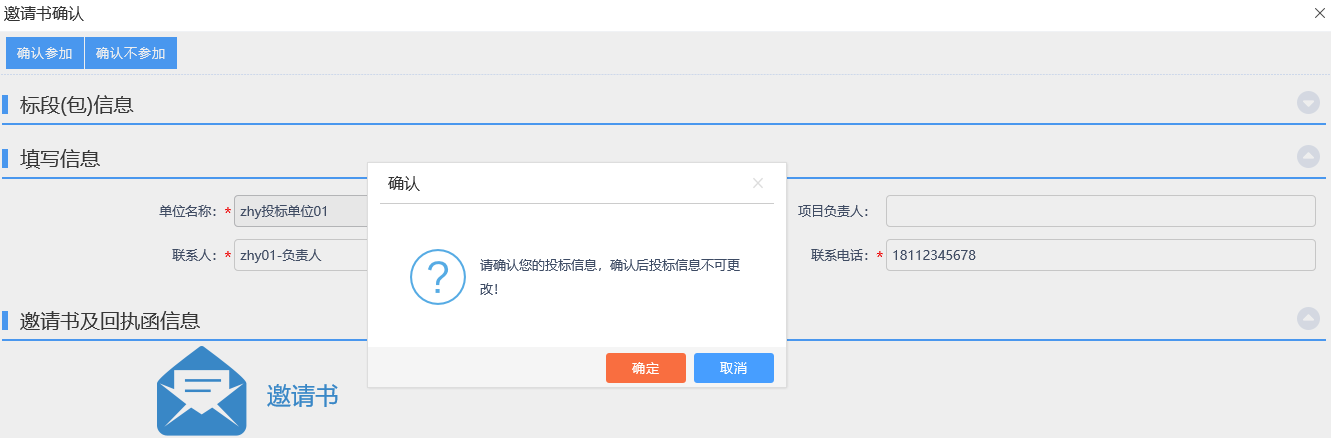 邀请书确认
确认参加 确认不参加
标段(包)信息
填写信息
单位名称： * zhy投标单位01
项目负责人：
联系人： * zhy01-负责人
联系电话： * 18112345678
确认
?
请确认您的投标信息，确认后投标信息不可更
改！
确定 取消
邀请书及回执函信息
邀请书